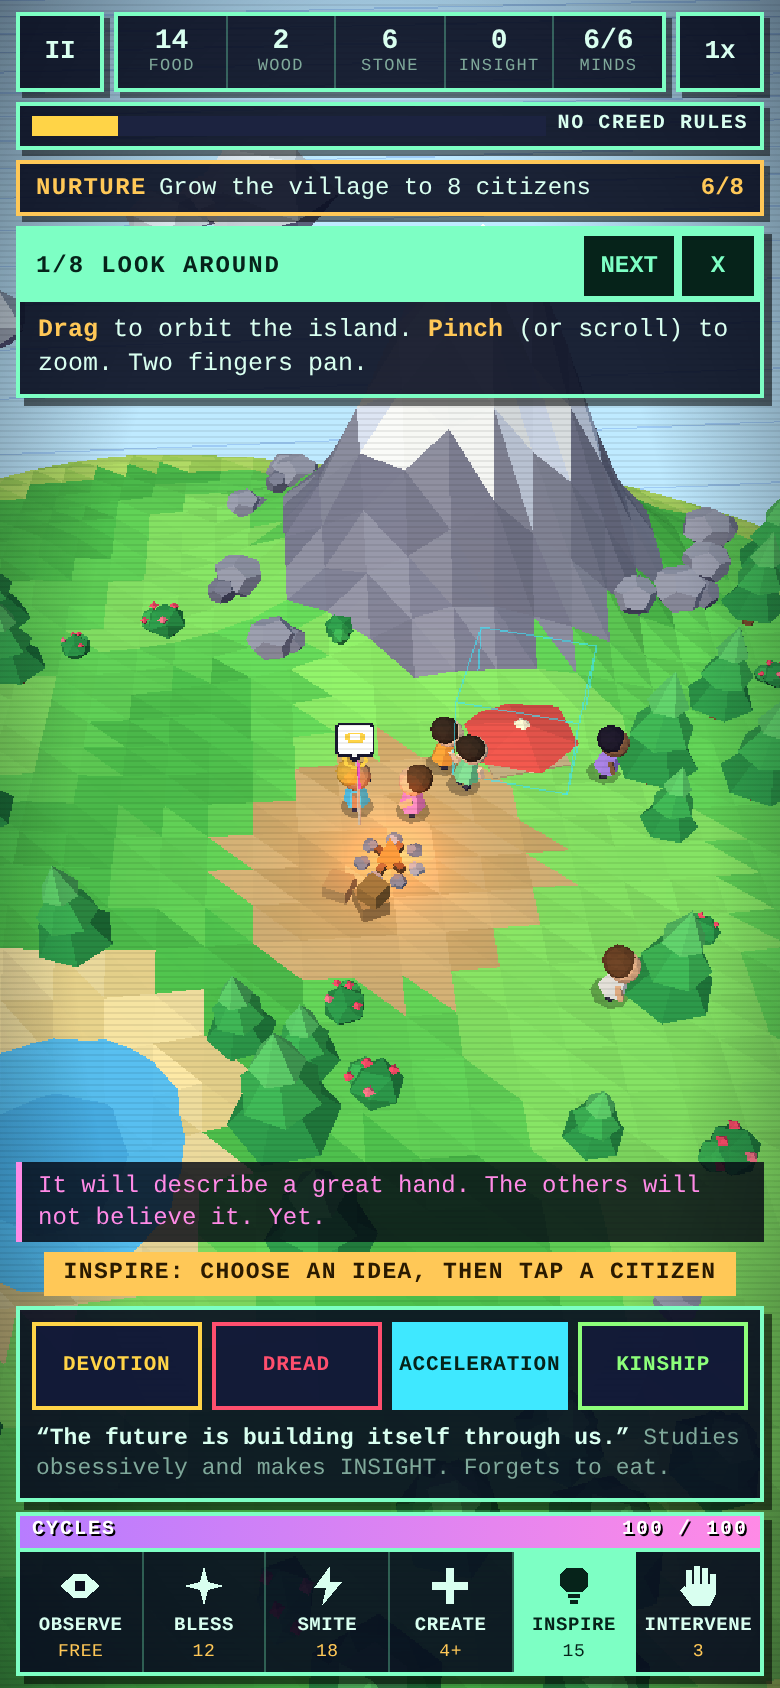 II
14 2 6 0 6/6
FOOD WOOD STONE INSIGHT MINDS
1x
NO CREED RULES
NURTURE Grow the village to 8 citizens 6/8
1/8 LOOK AROUND NEXT X
Drag to orbit the island. Pinch (or scroll) to
zoom. Two fingers pan.
It will describe a great hand. The others will
not believe it. Yet.
INSPIRE: CHOOSE AN IDEA, THEN TAP A CITIZEN
DEVOTION DREAD ACCELERATION KINSHIP
“The future is building itself through us.” Studies
obsessively and makes INSIGHT. Forgets to eat.
CYCLES 100 / 100
OBSERVE BLESS SMITE CREATE INSPIRE INTERVENE
FREE 12 18 4+ 15 3